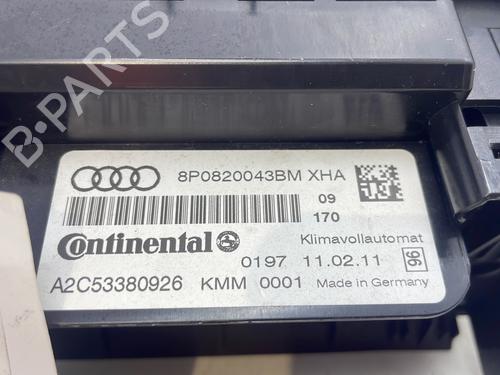 B-PARTS
8P0820043BM XHA
09
170
Continental
Klimavollautomat
0197 11.02.11 96
A2C53380926 KMM 0001 Made in Germany